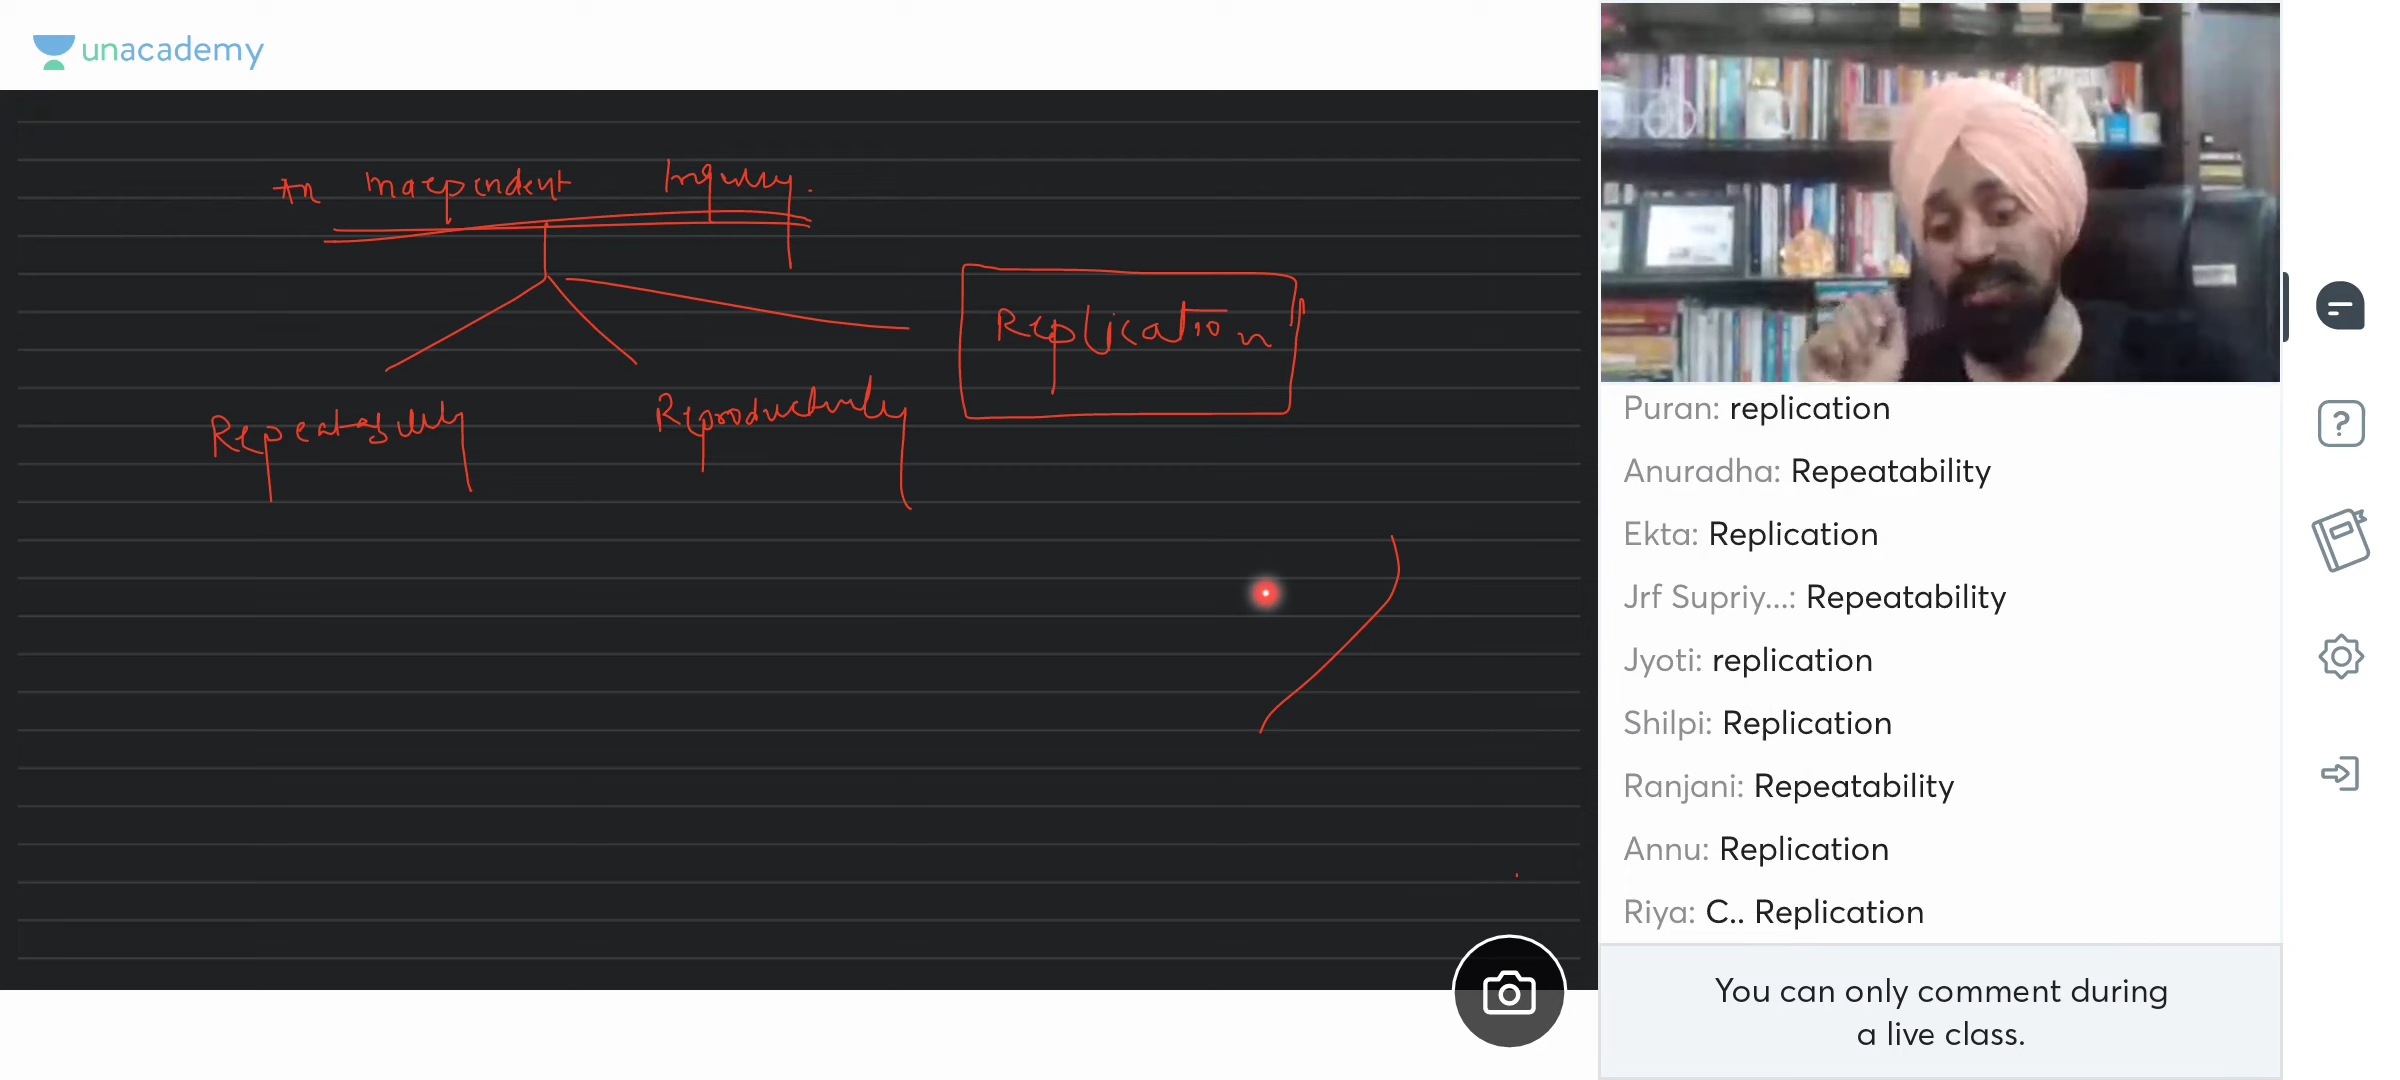 unacademy
An Independent Inquiry.
Replication
Repeatability
Reproductivity
Puran: replication
Anuradha: Repeatability
Ekta: Replication
Jrf Supriy...: Repeatability
Jyoti: replication
Shilpi: Replication
Ranjani: Repeatability
Annu: Replication
Riya: C.. Replication
You can only comment during
a live class.
?